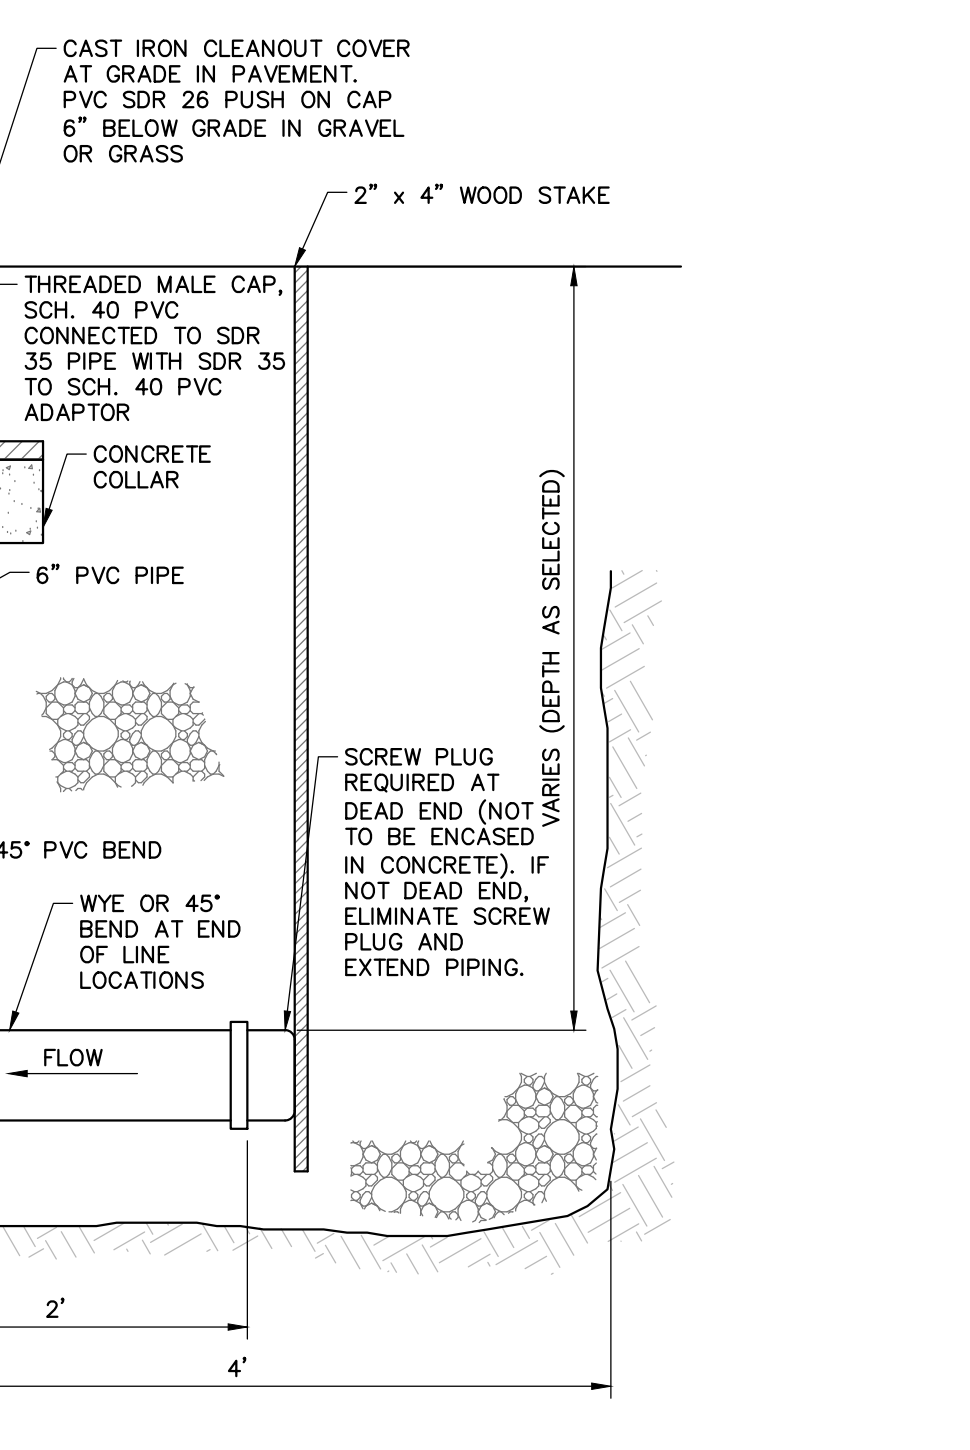 CAST IRON CLEANOUT COVER
AT GRADE IN PAVEMENT.
PVC SDR 26 PUSH ON CAP
6" BELOW GRADE IN GRAVEL
OR GRASS
2" x 4" WOOD STAKE
THREADED MALE CAP,
SCH. 40 PVC
CONNECTED TO SDR
35 PIPE WITH SDR 35
TO SCH. 40 PVC
ADAPTOR
CONCRETE
COLLAR
6" PVC PIPE
VARIES (DEPTH AS SELECTED)
SCREW PLUG
REQUIRED AT
DEAD END (NOT
TO BE ENCASED
IN CONCRETE). IF
NOT DEAD END,
ELIMINATE SCREW
PLUG AND
EXTEND PIPING.
45° PVC BEND
WYE OR 45°
BEND AT END
OF LINE
LOCATIONS
FLOW
2'
4'